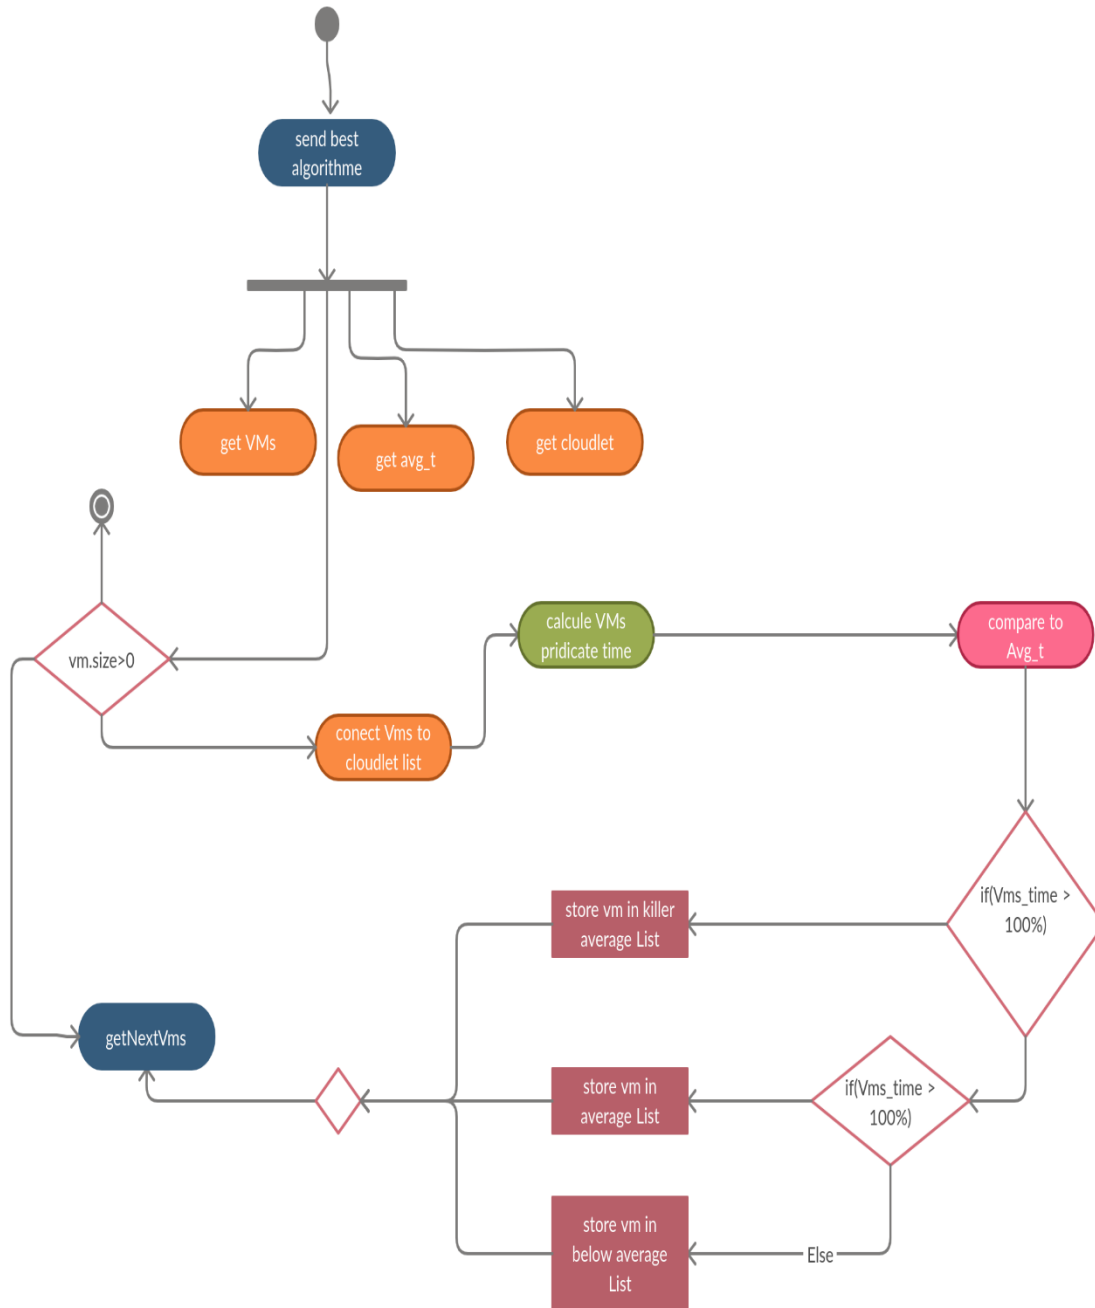 send best
algorithme
get VMs
get avg_t
get cloudlet
vm.size>0
calcule VMs
pridicate time
compare to
Avg_t
conect Vms to
cloudlet list
if(Vms_time >
100%)
store vm in killer
average List
getNextVms
store vm in
average List
if(Vms_time >
100%)
store vm in
below average
List
Else